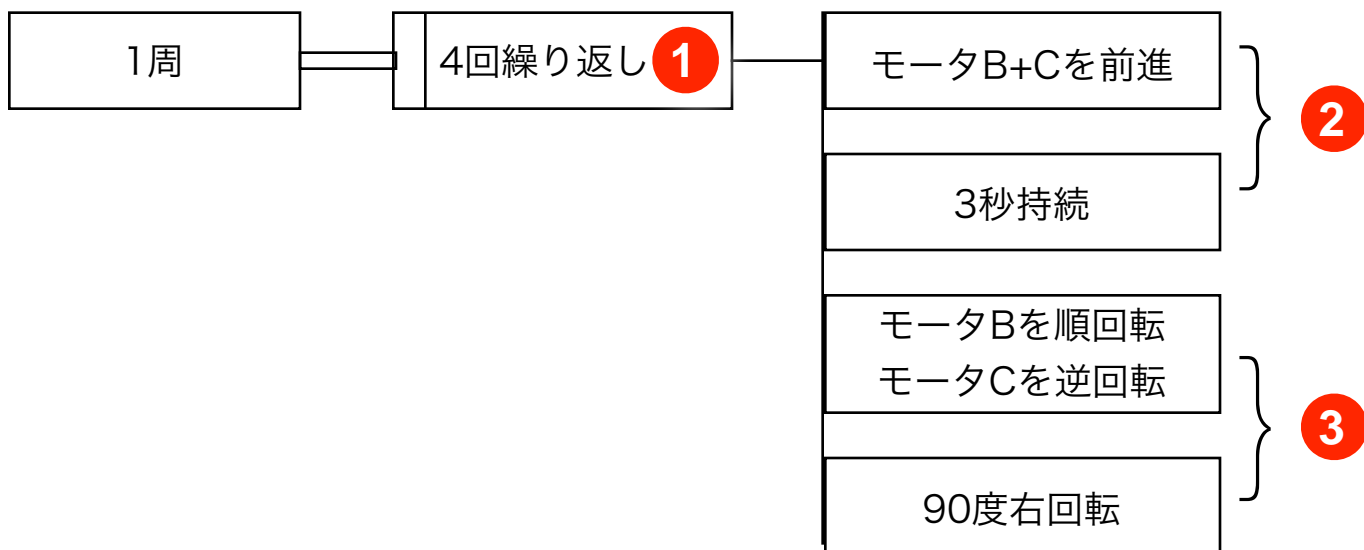 1周
4回繰り返し 1
モータB+Cを前進
2
3秒持続
モータBを順回転
モータCを逆回転
3
90度右回転